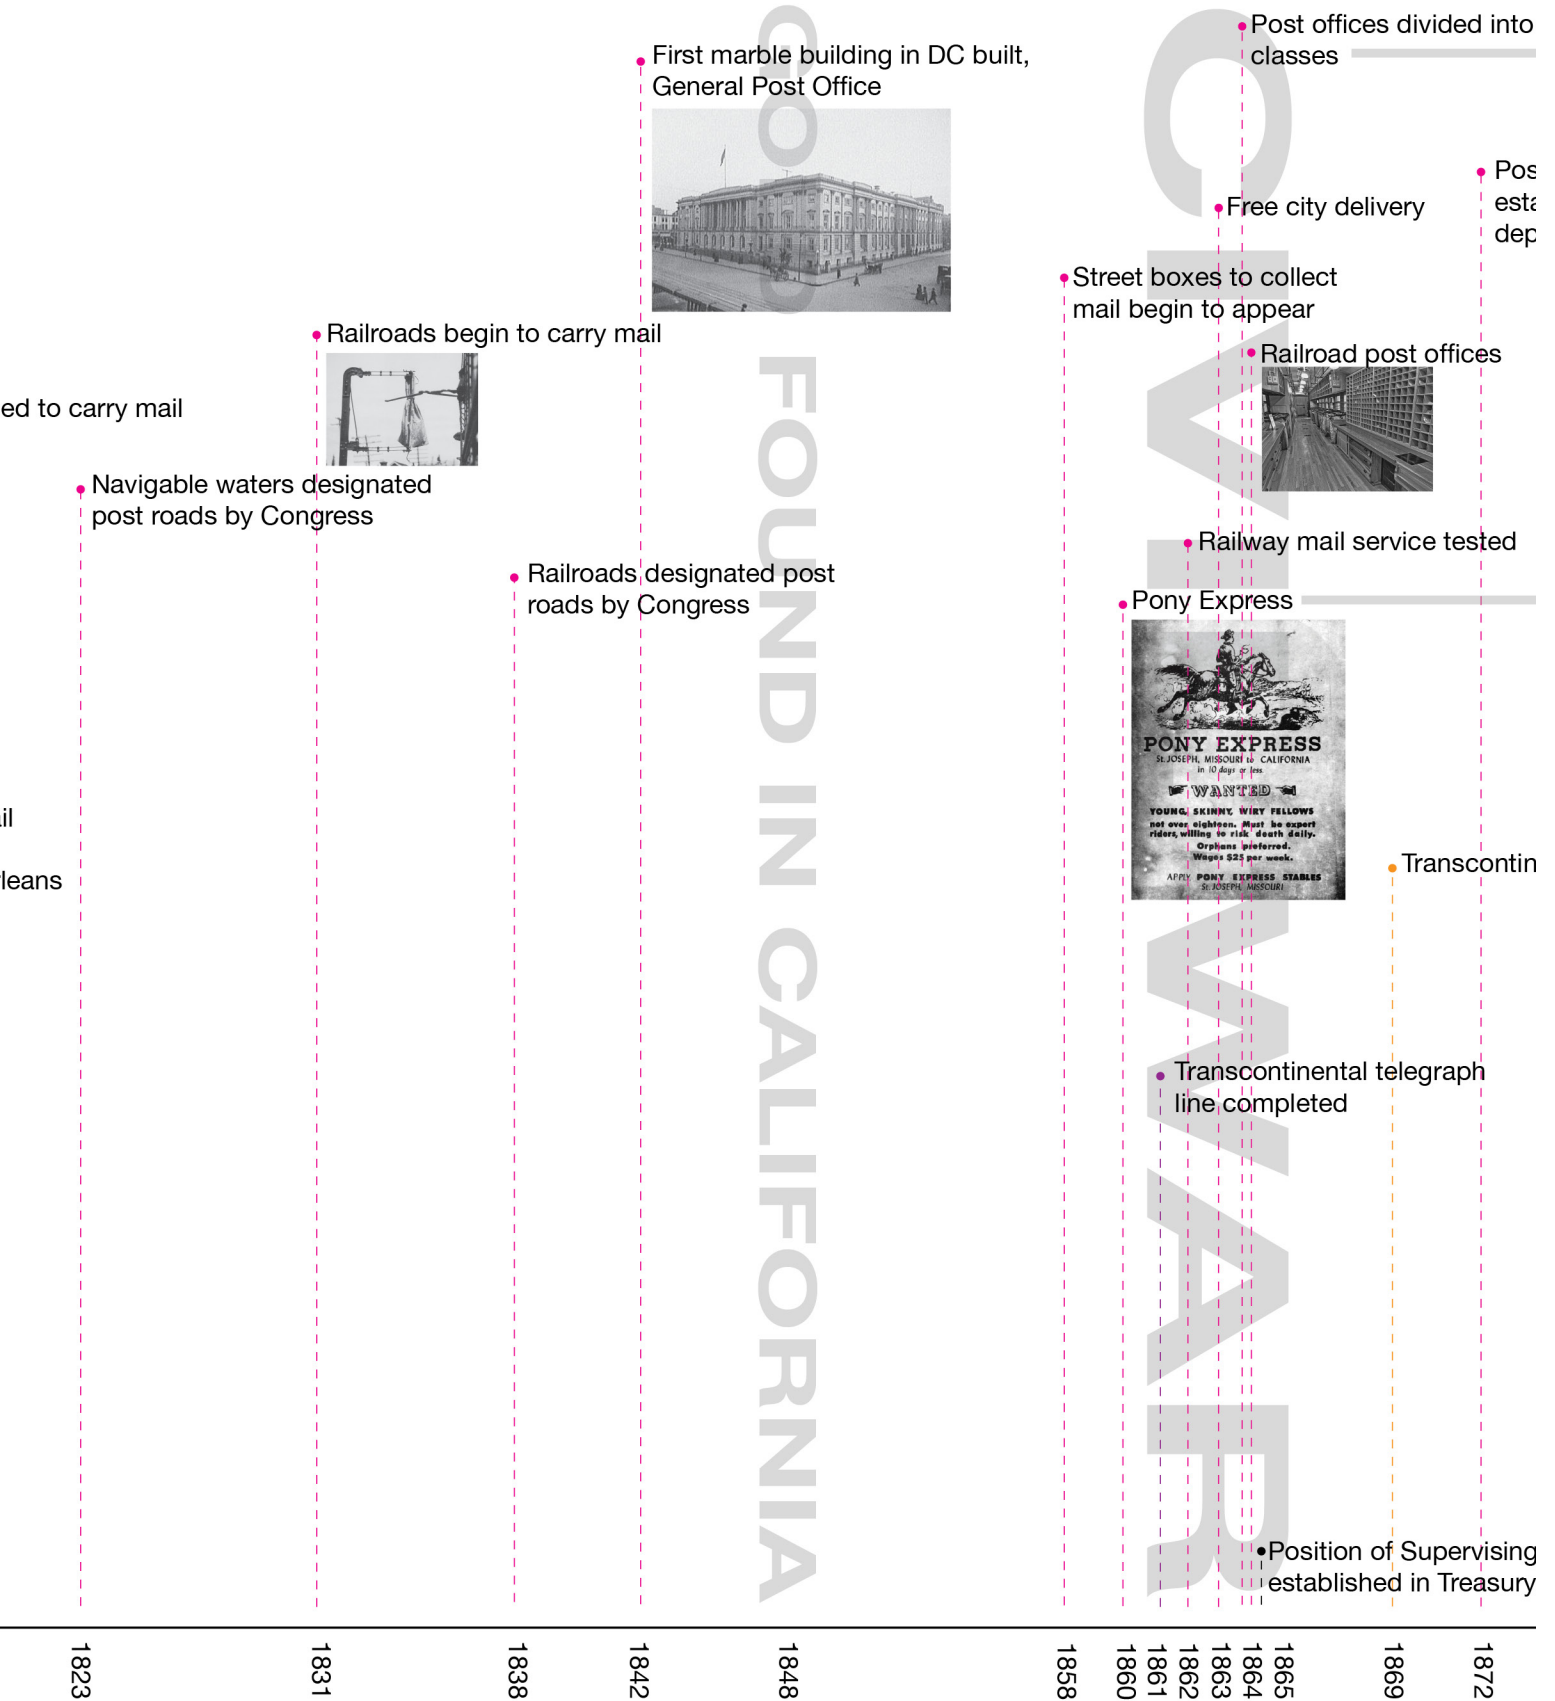 Post offices divided into
classes
First marble building in DC built,
General Post Office
Free city delivery
Street boxes to collect
mail begin to appear
Railroads begin to carry mail
Railroad post offices
ed to carry mail
Navigable waters designated
post roads by Congress
Railway mail service tested
Railroads designated post
roads by Congress
Pony Express
PONY EXPRESS
St. JOSEPH, MISSOURI to CALIFORNIA
in 10 days or less
WANTED
YOUNG, SKINNY, WIRY FELLOWS
not over eighteen. Must be expert
riders, willing to risk death daily.
Orphans preferred.
Wages $25 per week.
APPLY PONY EXPRESS STABLES
St. JOSEPH, MISSOURI
leans
Transcontin
Transcontinental telegraph
line completed
Position of Supervising
established in Treasury
GOLD FOUND IN CALIFORNIA
CIVIL WAR
1823
1831
1838
1842
1848
1858
1860
1861
1862
1863
1864
1865
1869
1872